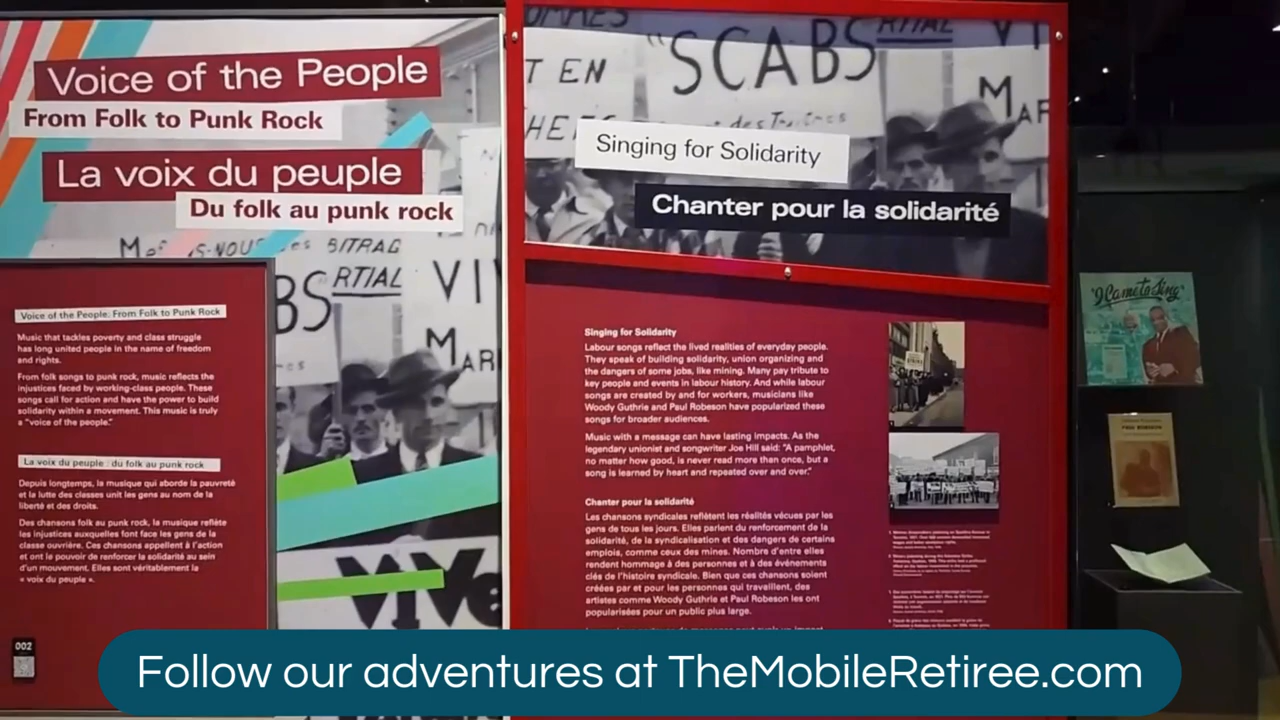 Voice of the People
From Folk to Punk Rock
La voix du peuple
Du folk au punk rock
BITRAG
BS
RTIAL
VI
MAR
Voice of the People: From Folk to Punk Rock
Music that tackles poverty and class struggle
has long united people in the name of freedom
and rights.
From folk songs to punk rock, music reflects the
injustices faced by working-class people. These
songs call for action and have the power to build
solidarity within a movement. This music is truly
a “voice of the people.”
La voix du peuple : du folk au punk rock
Depuis longtemps, la musique qui aborde la pauvreté
et la lutte des classes unit les gens au nom de la
liberté et des droits.
Des chansons folk au punk rock, la musique reflète
les injustices auxquelles font face les gens de la
classe ouvrière. Ces chansons appellent à l’action
et ont le pouvoir de renforcer la solidarité au sein
d’un mouvement. Elles sont véritablement la
« voix du peuple ».
002
"SCABS
RTIAL
T EN
MAR
Singing for Solidarity
Chanter pour la solidarité
Singing for Solidarity
Labour songs reflect the lived realities of everyday people.
They speak of building solidarity, union organizing and
the dangers of some jobs, like mining. Many pay tribute to
key people and events in labour history. And while labour
songs are created by and for workers, musicians like
Woody Guthrie and Paul Robeson have popularized these
songs for broader audiences.
Music with a message can have lasting impacts. As the
legendary unionist and songwriter Joe Hill said: “A pamphlet,
no matter how good, is never read more than once, but a
song is learned by heart and repeated over and over.”
Chanter pour la solidarité
Les chansons syndicales reflètent les réalités vécues par les
gens de tous les jours. Elles parlent du renforcement de la
solidarité, de la syndicalisation et des dangers de certains
emplois, comme ceux des mines. Nombre d’entre elles
rendent hommage à des personnes et à des événements
clés de l’histoire syndicale. Bien que ces chansons soient
créées par et pour les personnes qui travaillent, des
artistes comme Woody Guthrie et Paul Robeson les ont
popularisées pour un public plus large.
"I Came to Sing"
PAUL ROBESON
Follow our adventures at TheMobileRetiree.com